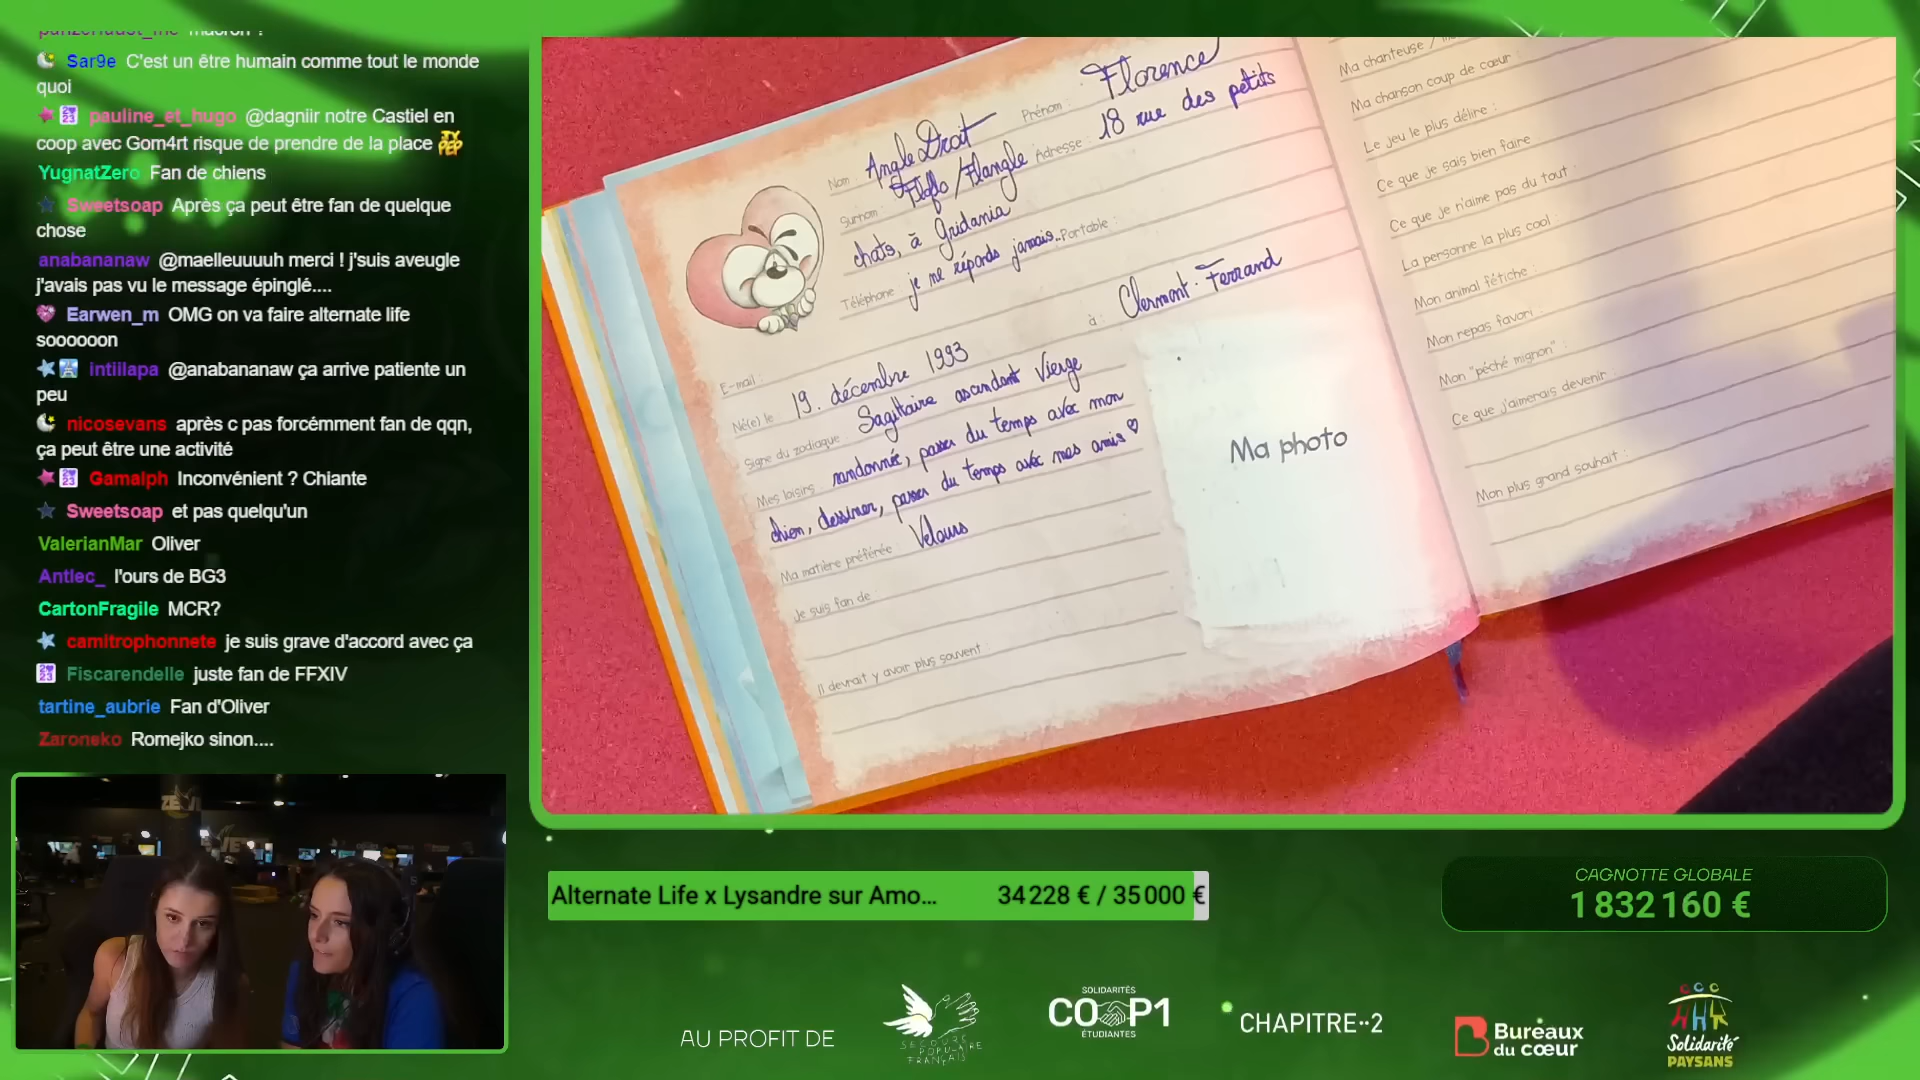 Sar9e C'est un être humain comme tout le monde
quoi
pauline_et_hugo @dagniir notre Castiel en
coop avec Gom4rt risque de prendre de la place
YugnatZero Fan de chiens
Sweetsoap Après ça peut être fan de quelque
chose
anabananaw @maelleuuuuh merci ! j'suis aveugle
j'avais pas vu le message épinglé....
Earwen_m OMG on va faire alternate life
sooooooon
intiilapa @anabananaw ça arrive patiente un
peu
nicosevans après c pas forcémment fan de qqn,
ça peut être une activité
Gamalph Inconvénient ? Chiante
Sweetsoap et pas quelqu'un
ValerianMar Oliver
Antlec_ l'ours de BG3
CartonFragile MCR?
camitrophonnete je suis grave d'accord avec ça
Fiscarendelle juste fan de FFXIV
tartine_aubrie Fan d'Oliver
Zaroneko Romejko sinon....
Nom : Angle Droit Prénom : Florence
Surnom : Floflo / Flangle Adresse : 18 rue des petits
chats, à Gridania
Téléphone : je ne réponds jamais.. Portable :
E-mail :
Né(e) le : 19. décembre 1993 à : Clermont-Ferrand
Signe du zodiaque : Sagittaire ascendant Vierge
Mes loisirs : randonnée, passer du temps avec mon
chien, dessiner, passer du temps avec mes amis ♡
Ma matière préférée : Velours
Je suis fan de :
Il devrait y avoir plus souvent :
Ma photo
Ma chanteuse /
Ma chanson coup de cœur :
Le jeu le plus délire :
Ce que je sais bien faire :
Ce que je n'aime pas du tout :
La personne la plus cool :
Mon animal fétiche :
Mon repas favori :
Mon "péché mignon" :
Ce que j'aimerais devenir :
Mon plus grand souhait :
Alternate Life x Lysandre sur Amo... 34 228 € / 35 000 €
CAGNOTTE GLOBALE
1 832 160 €
AU PROFIT DE
SECOURS
POPULAIRE
FRANÇAIS
SOLIDARITÉS
CO P1
ÉTUDIANTES
CHAPITRE··2
Bureaux
du cœur
Solidarité
PAYSANS